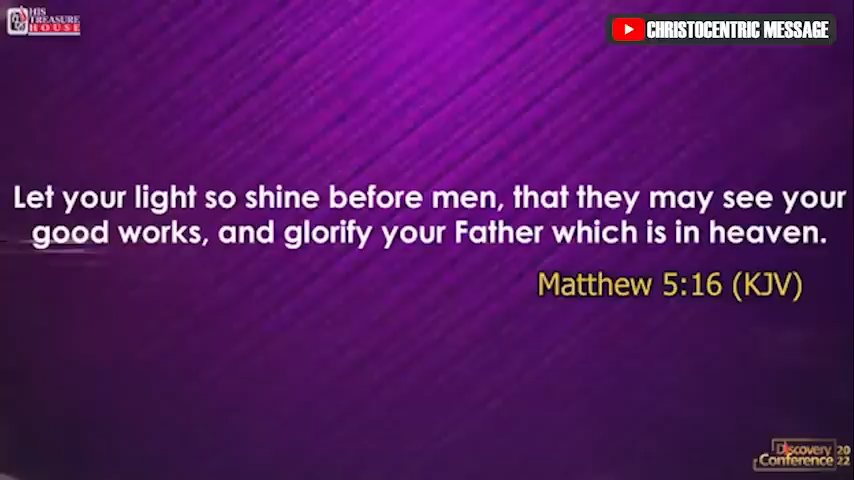 HIS
TREASURE
HOUSE
CHRISTOCENTRIC MESSAGE
Let your light so shine before men, that they may see your
good works, and glorify your Father which is in heaven.
Matthew 5:16 (KJV)
Discovery 20
Conference 22